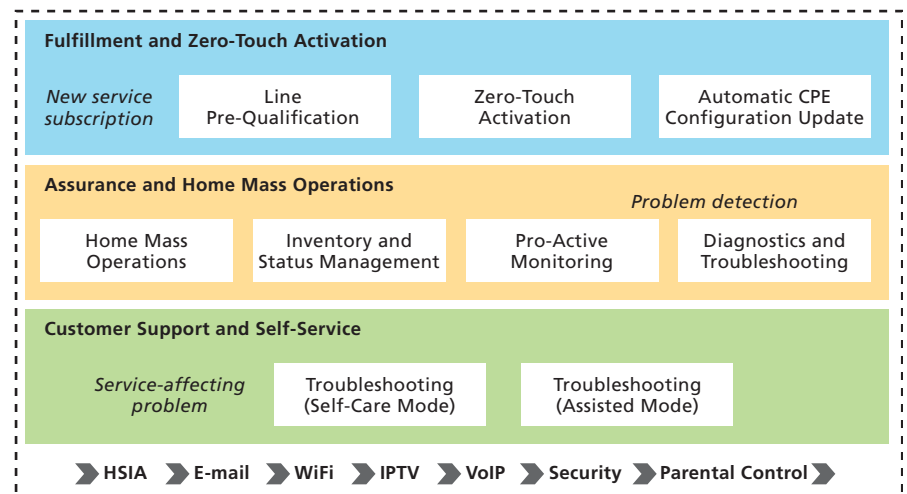 Fulfillment and Zero-Touch Activation
New service
subscription
Line
Pre-Qualification
Zero-Touch
Activation
Automatic CPE
Configuration Update
Assurance and Home Mass Operations
Problem detection
Home Mass
Operations
Inventory and
Status Management
Pro-Active
Monitoring
Diagnostics and
Troubleshooting
Customer Support and Self-Service
Service-affecting
problem
Troubleshooting
(Self-Care Mode)
Troubleshooting
(Assisted Mode)
HSIA E-mail WiFi IPTV VoIP Security Parental Control